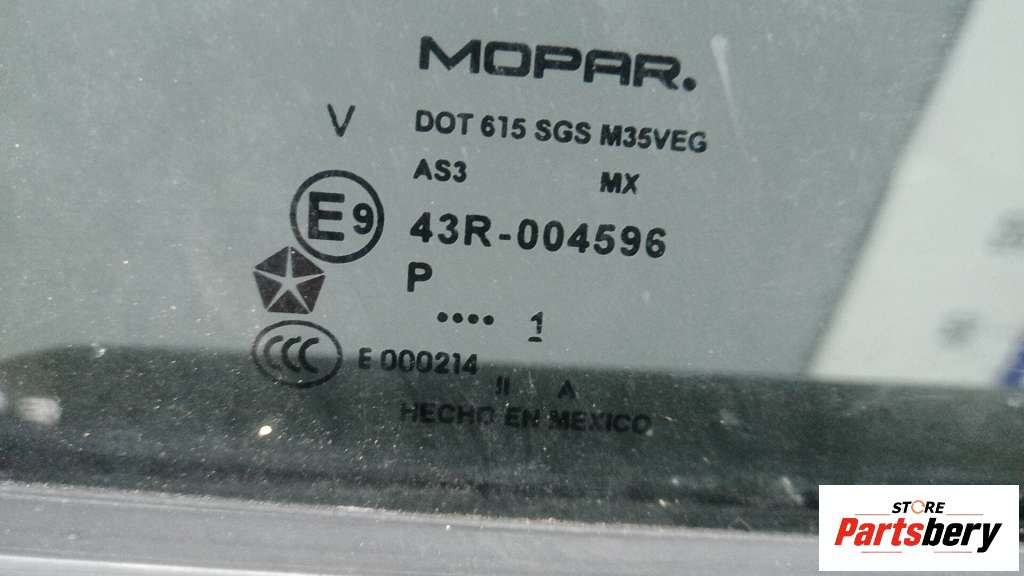 MOPAR.
V DOT 615 SGS M35VEG
AS3 MX
E9 43R-004596
P
•••• 1
CCC E 000214
II A
HECHO EN MEXICO
STORE
Partsbery